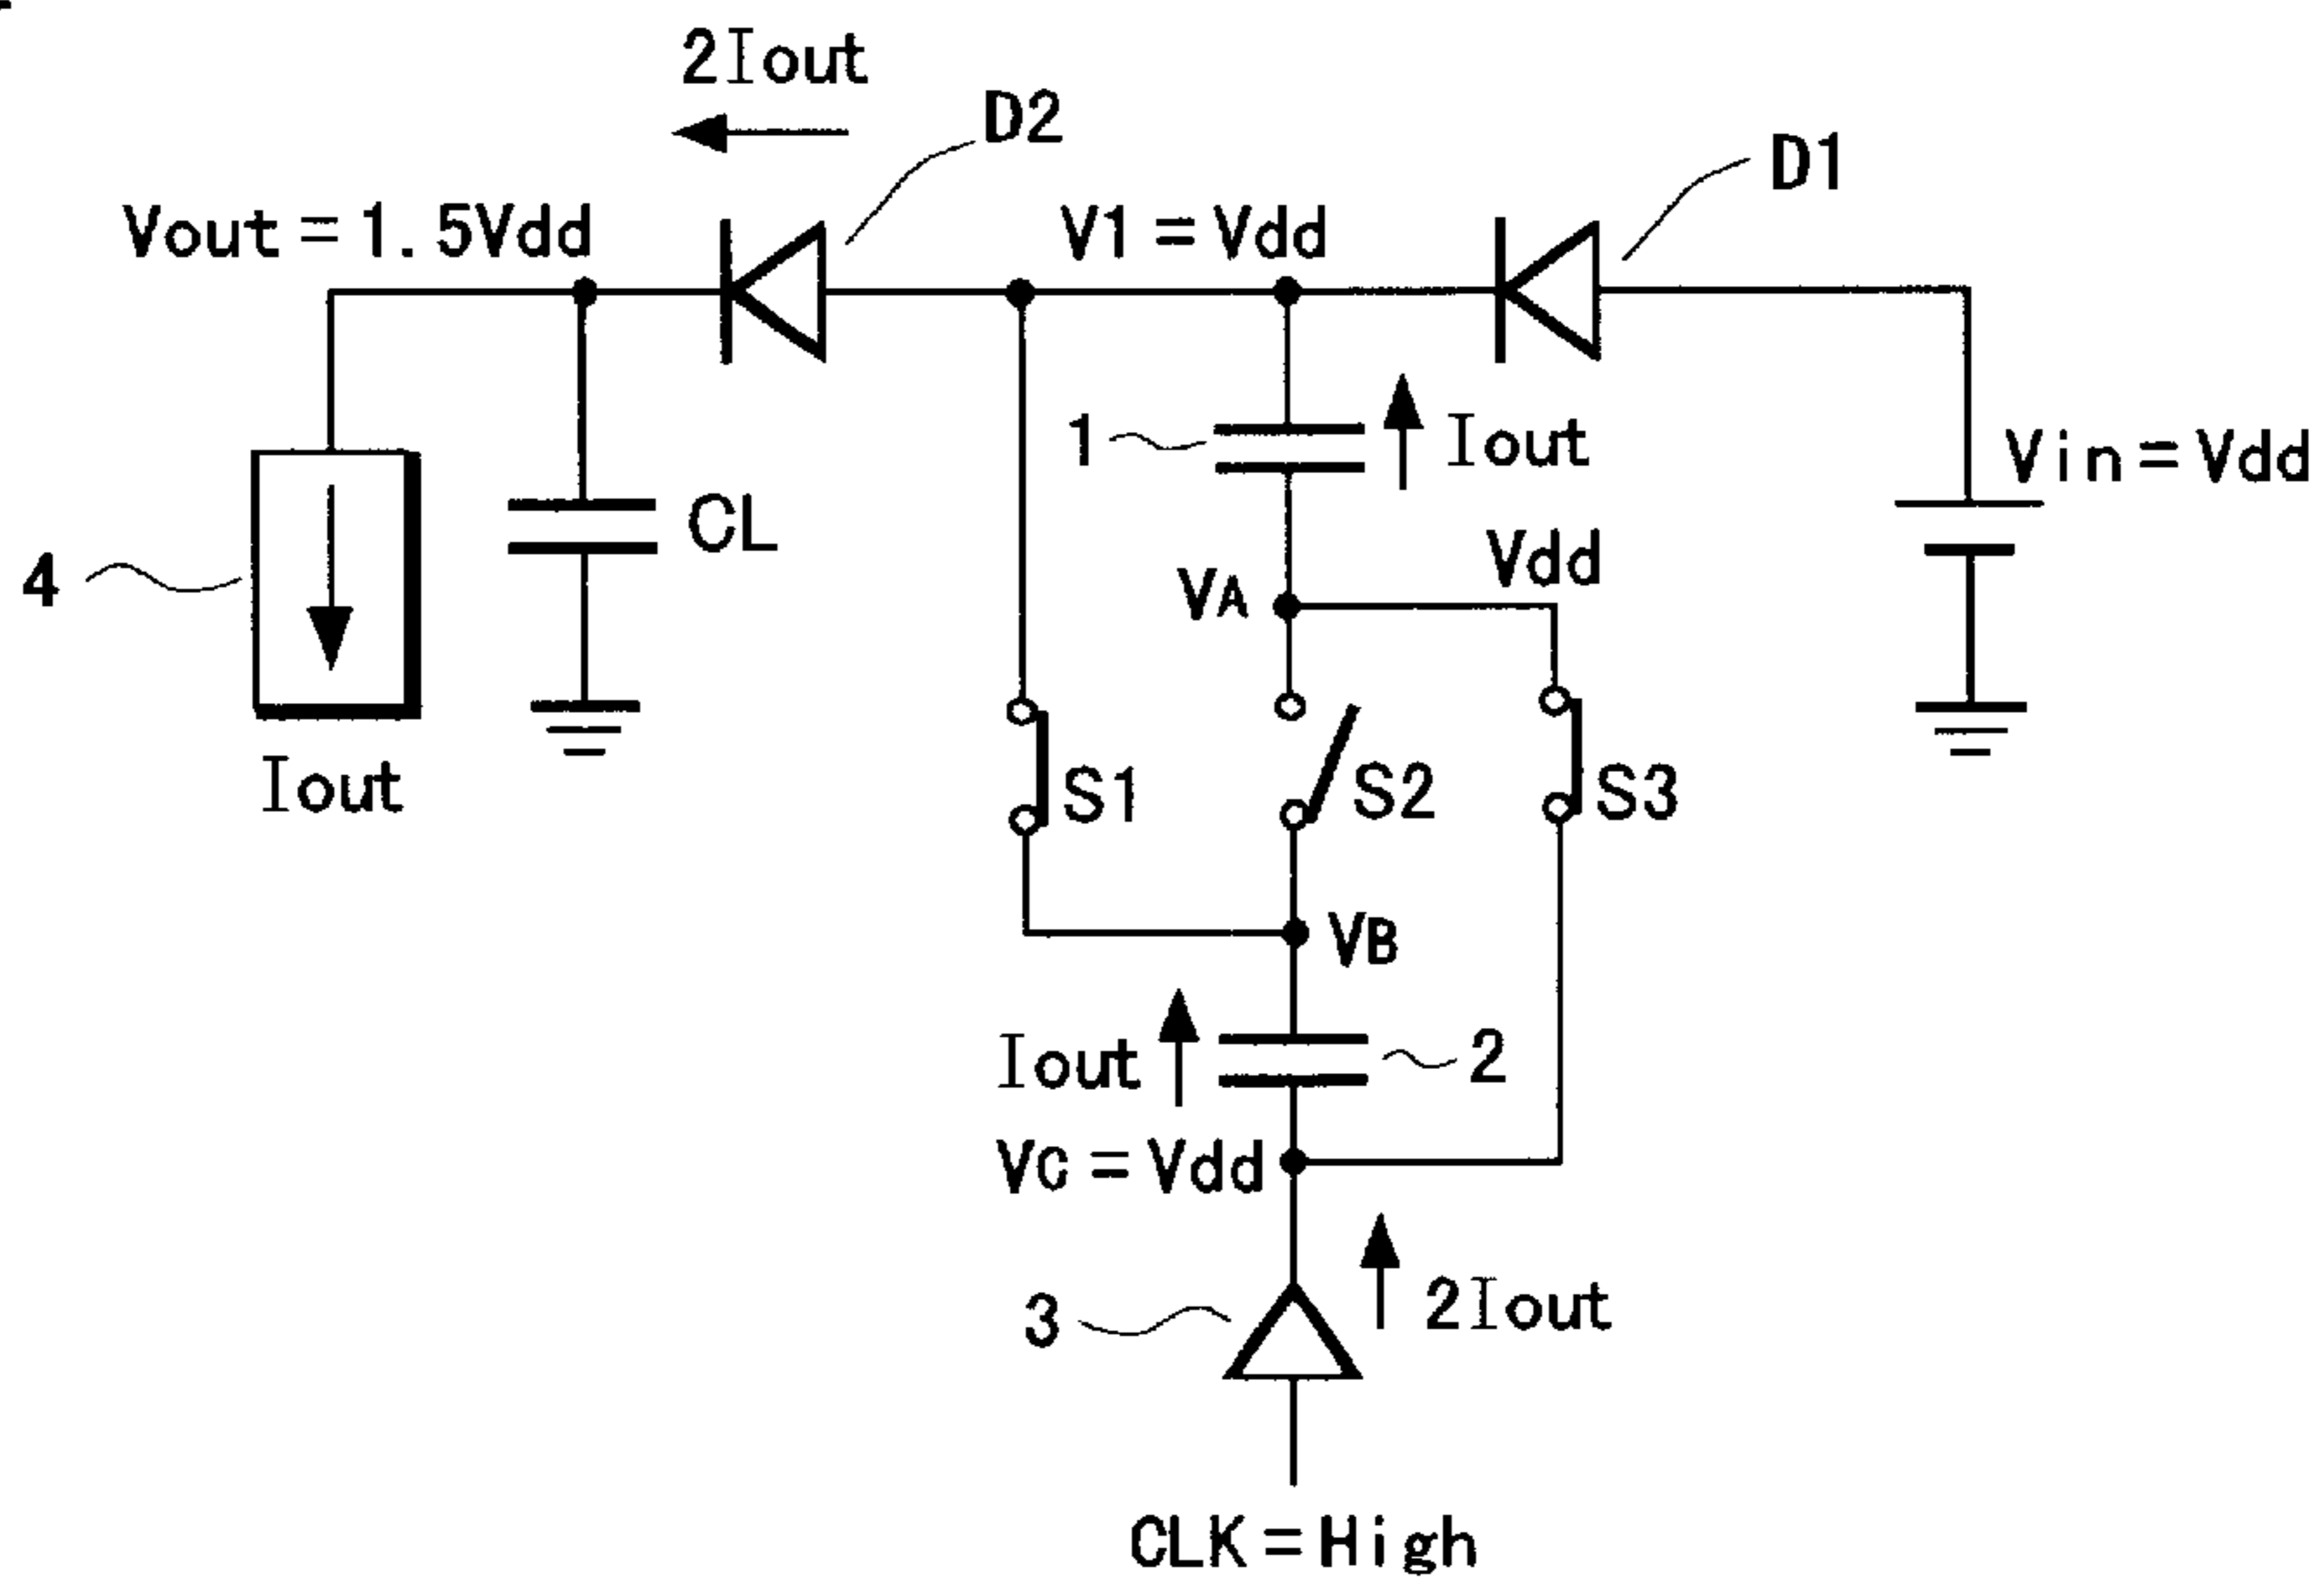 2Iout
D2
D1
Vout=1.5Vdd
V1=Vdd
1
Iout
Vin=Vdd
CL
Vdd
4
VA
Iout
S1
S2
S3
VB
Iout
2
VC=Vdd
3
2Iout
CLK=High